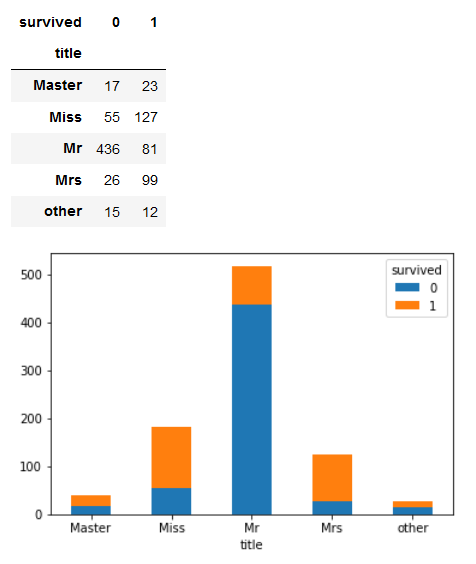 survived 0 1
title
Master 17 23
Miss 55 127
Mr 436 81
Mrs 26 99
other 15 12
500
400
300
200
100
0
survived
0
1
Master Miss Mr Mrs other
title